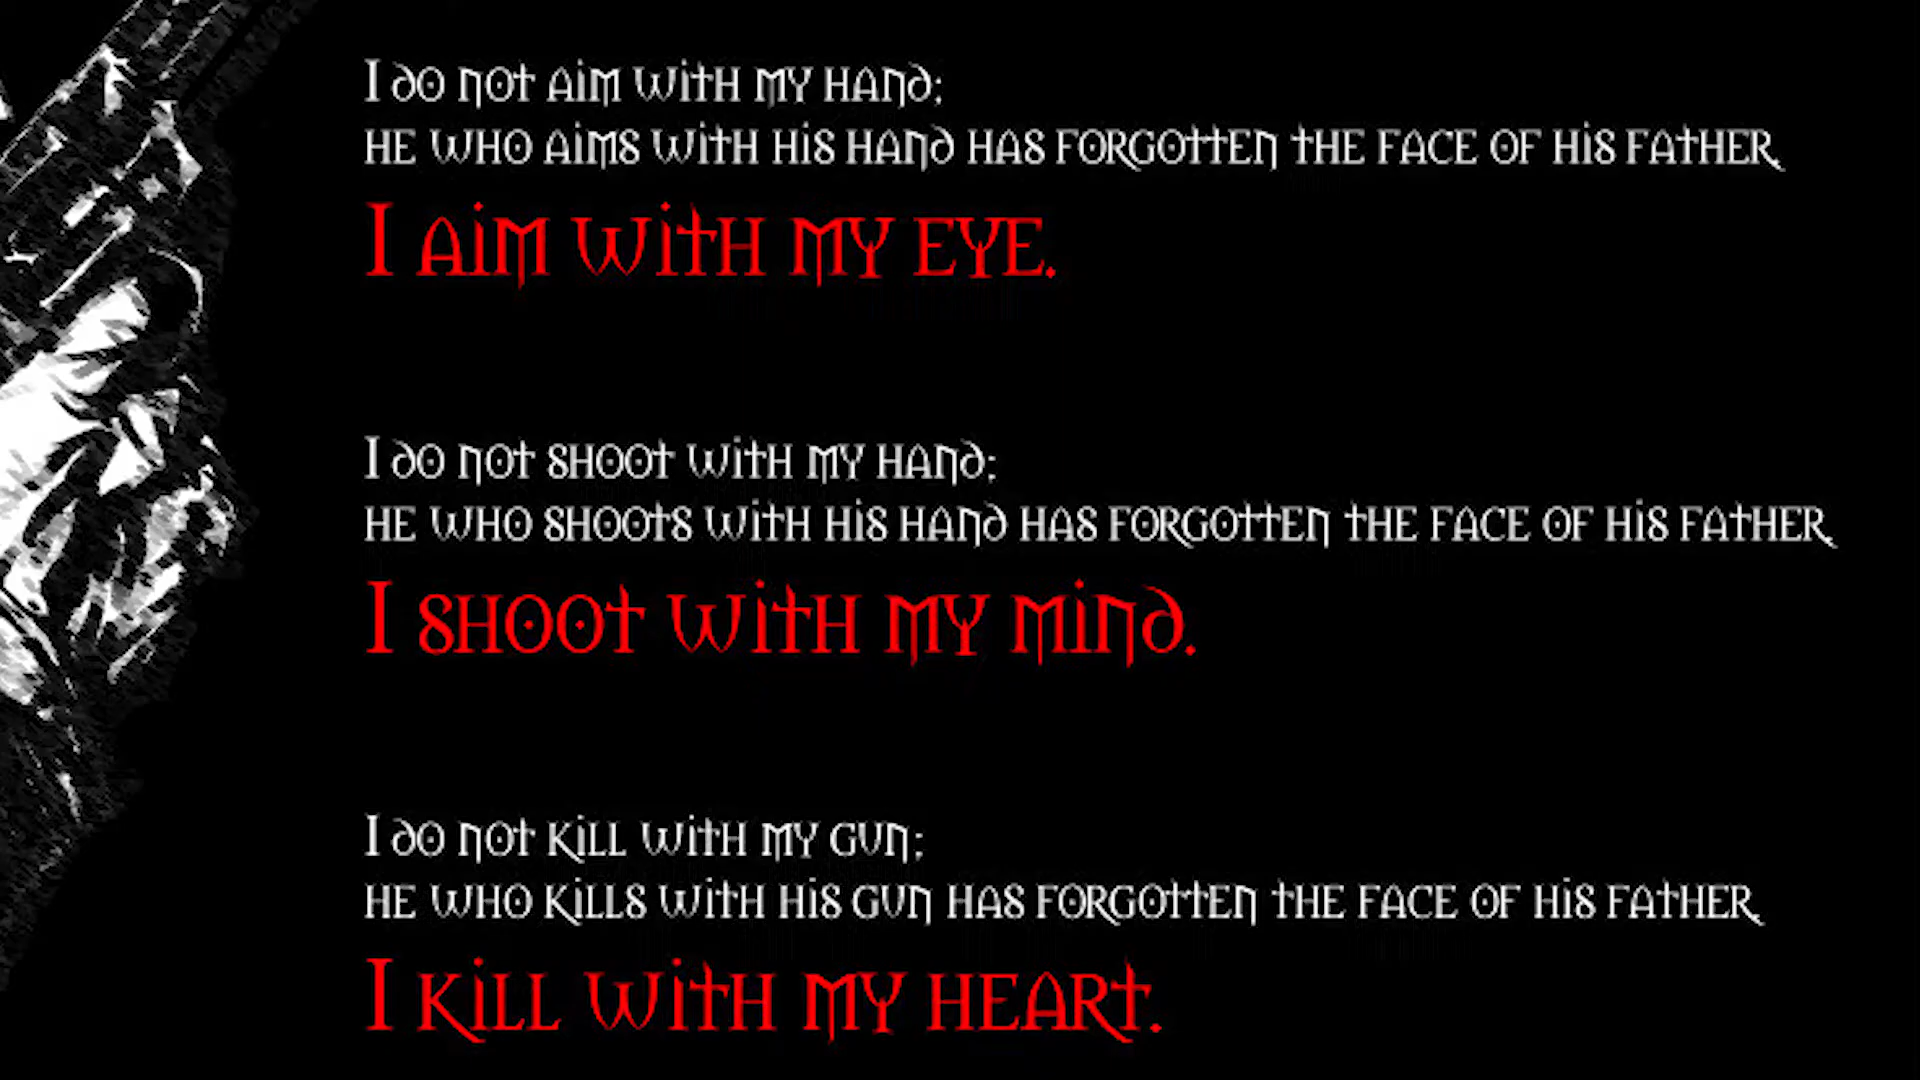 I do not aim with my hand;
he who aims with his hand has forgotten the face of his father
I aim with my eye.
I do not shoot with my hand;
he who shoots with his hand has forgotten the face of his father
I shoot with my mind.
I do not kill with my gun;
he who kills with his gun has forgotten the face of his father
I kill with my heart.